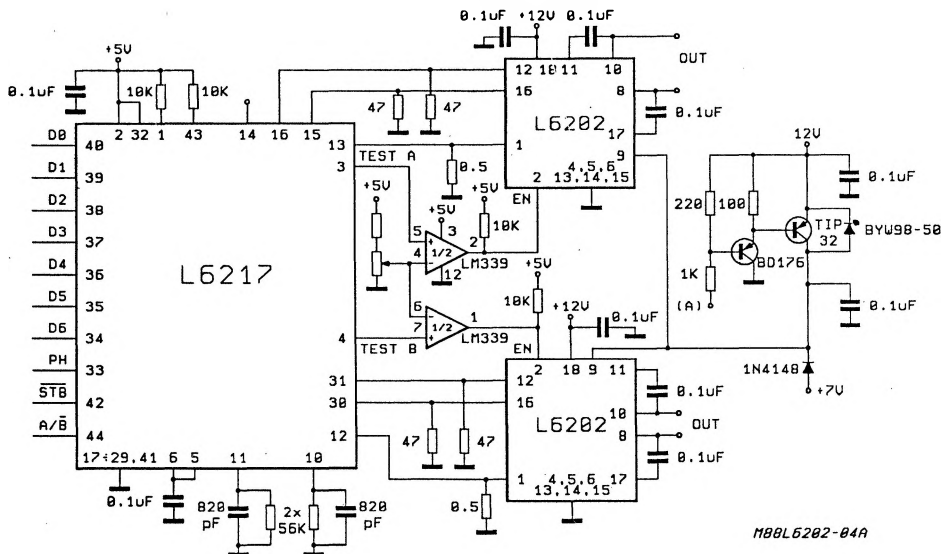 0.1uF +12V 0.1uF
OUT
+5V
12 18 11 10
0.1uF 10K 10K
16 8
47 47 0.1uF
L6202
17
2 32 1 43 14 16 15
D0 40 13 1 9 12V
TEST A 4,5,6
3 0.5 13,14,15
D1 39 2 0.1uF
+5V EN
D2 38 +5V +5V 220 100
10K TIP 32 BYW98-50
D3 37 5 + 3 2
4 - 1/2 LM339 BD176
L6217 12 +5V 1K
D4 36 (A)
10K +12V 0.1uF 0.1uF
D5 35 6 - 1
7 + 1/2
D6 34 4 TEST B LM339
EN
PH 33 2 18 9 11 1N4148
31 12 0.1uF +7V
STB 42 30 16 10
L6202 OUT
A/B 44 12 47 47 8
0.1uF
17÷29,41 6 5 11 10 4,5,6 17
1 13,14,15
0.1uF 820 pF 2x 56K 820 pF 0.5
M88L6202-04A